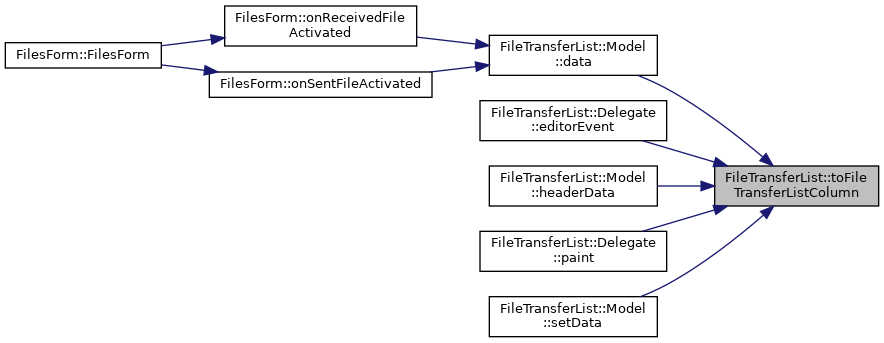 FilesForm::FilesForm
FilesForm::onReceivedFile
Activated
FilesForm::onSentFileActivated
FileTransferList::Model
::data
FileTransferList::Delegate
::editorEvent
FileTransferList::Model
::headerData
FileTransferList::Delegate
::paint
FileTransferList::Model
::setData
FileTransferList::toFile
TransferListColumn